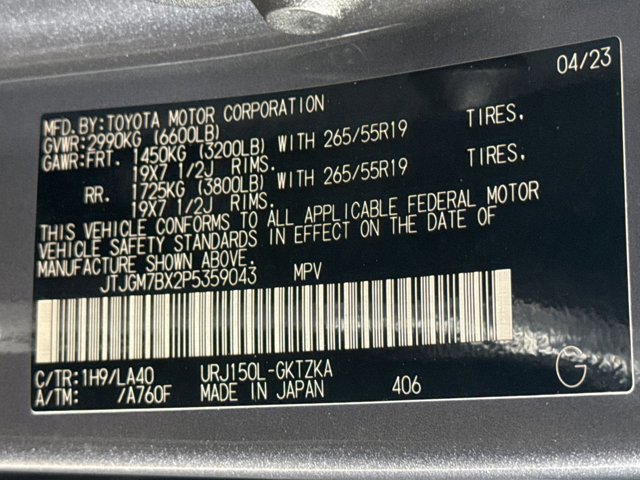 04/23
MFD.BY:TOYOTA MOTOR CORPORATION
GVWR:2990KG (6600LB)
GAWR:FRT. 1450KG (3200LB) WITH 265/55R19 TIRES,
19X7 1/2J RIMS.
RR. 1725KG (3800LB) WITH 265/55R19 TIRES,
19X7 1/2J RIMS.
THIS VEHICLE CONFORMS TO ALL APPLICABLE FEDERAL MOTOR
VEHICLE SAFETY STANDARDS IN EFFECT ON THE DATE OF
MANUFACTURE SHOWN ABOVE.
JTJGM7BX2P5359043 MPV
C/TR:1H9/LA40 URJ150L-GKTZKA
A/TM: /A760F MADE IN JAPAN 406
G